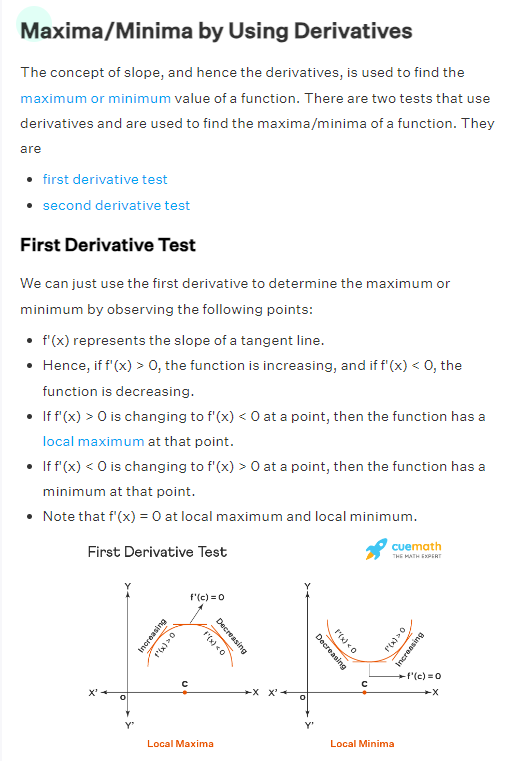 Maxima/Minima by Using Derivatives
The concept of slope, and hence the derivatives, is used to find the
maximum or minimum value of a function. There are two tests that use
derivatives and are used to find the maxima/minima of a function. They
are
• first derivative test
• second derivative test
First Derivative Test
We can just use the first derivative to determine the maximum or
minimum by observing the following points:
• f'(x) represents the slope of a tangent line.
• Hence, if f'(x) > 0, the function is increasing, and if f'(x) < 0, the
function is decreasing.
• If f'(x) > 0 is changing to f'(x) < 0 at a point, then the function has a
local maximum at that point.
• If f'(x) < 0 is changing to f'(x) > 0 at a point, then the function has a
minimum at that point.
• Note that f'(x) = 0 at local maximum and local minimum.
First Derivative Test
cuemath
THE MATH EXPERT
Y
f'(c) = 0
Increasing
f'(x) > 0
f'(x) < 0
Decreasing
C
X'
X
O
Y'
Local Maxima
Y
Decreasing
f'(x) < 0
f'(x) > 0
Increasing
f'(c) = 0
C
X'
X
O
Y'
Local Minima